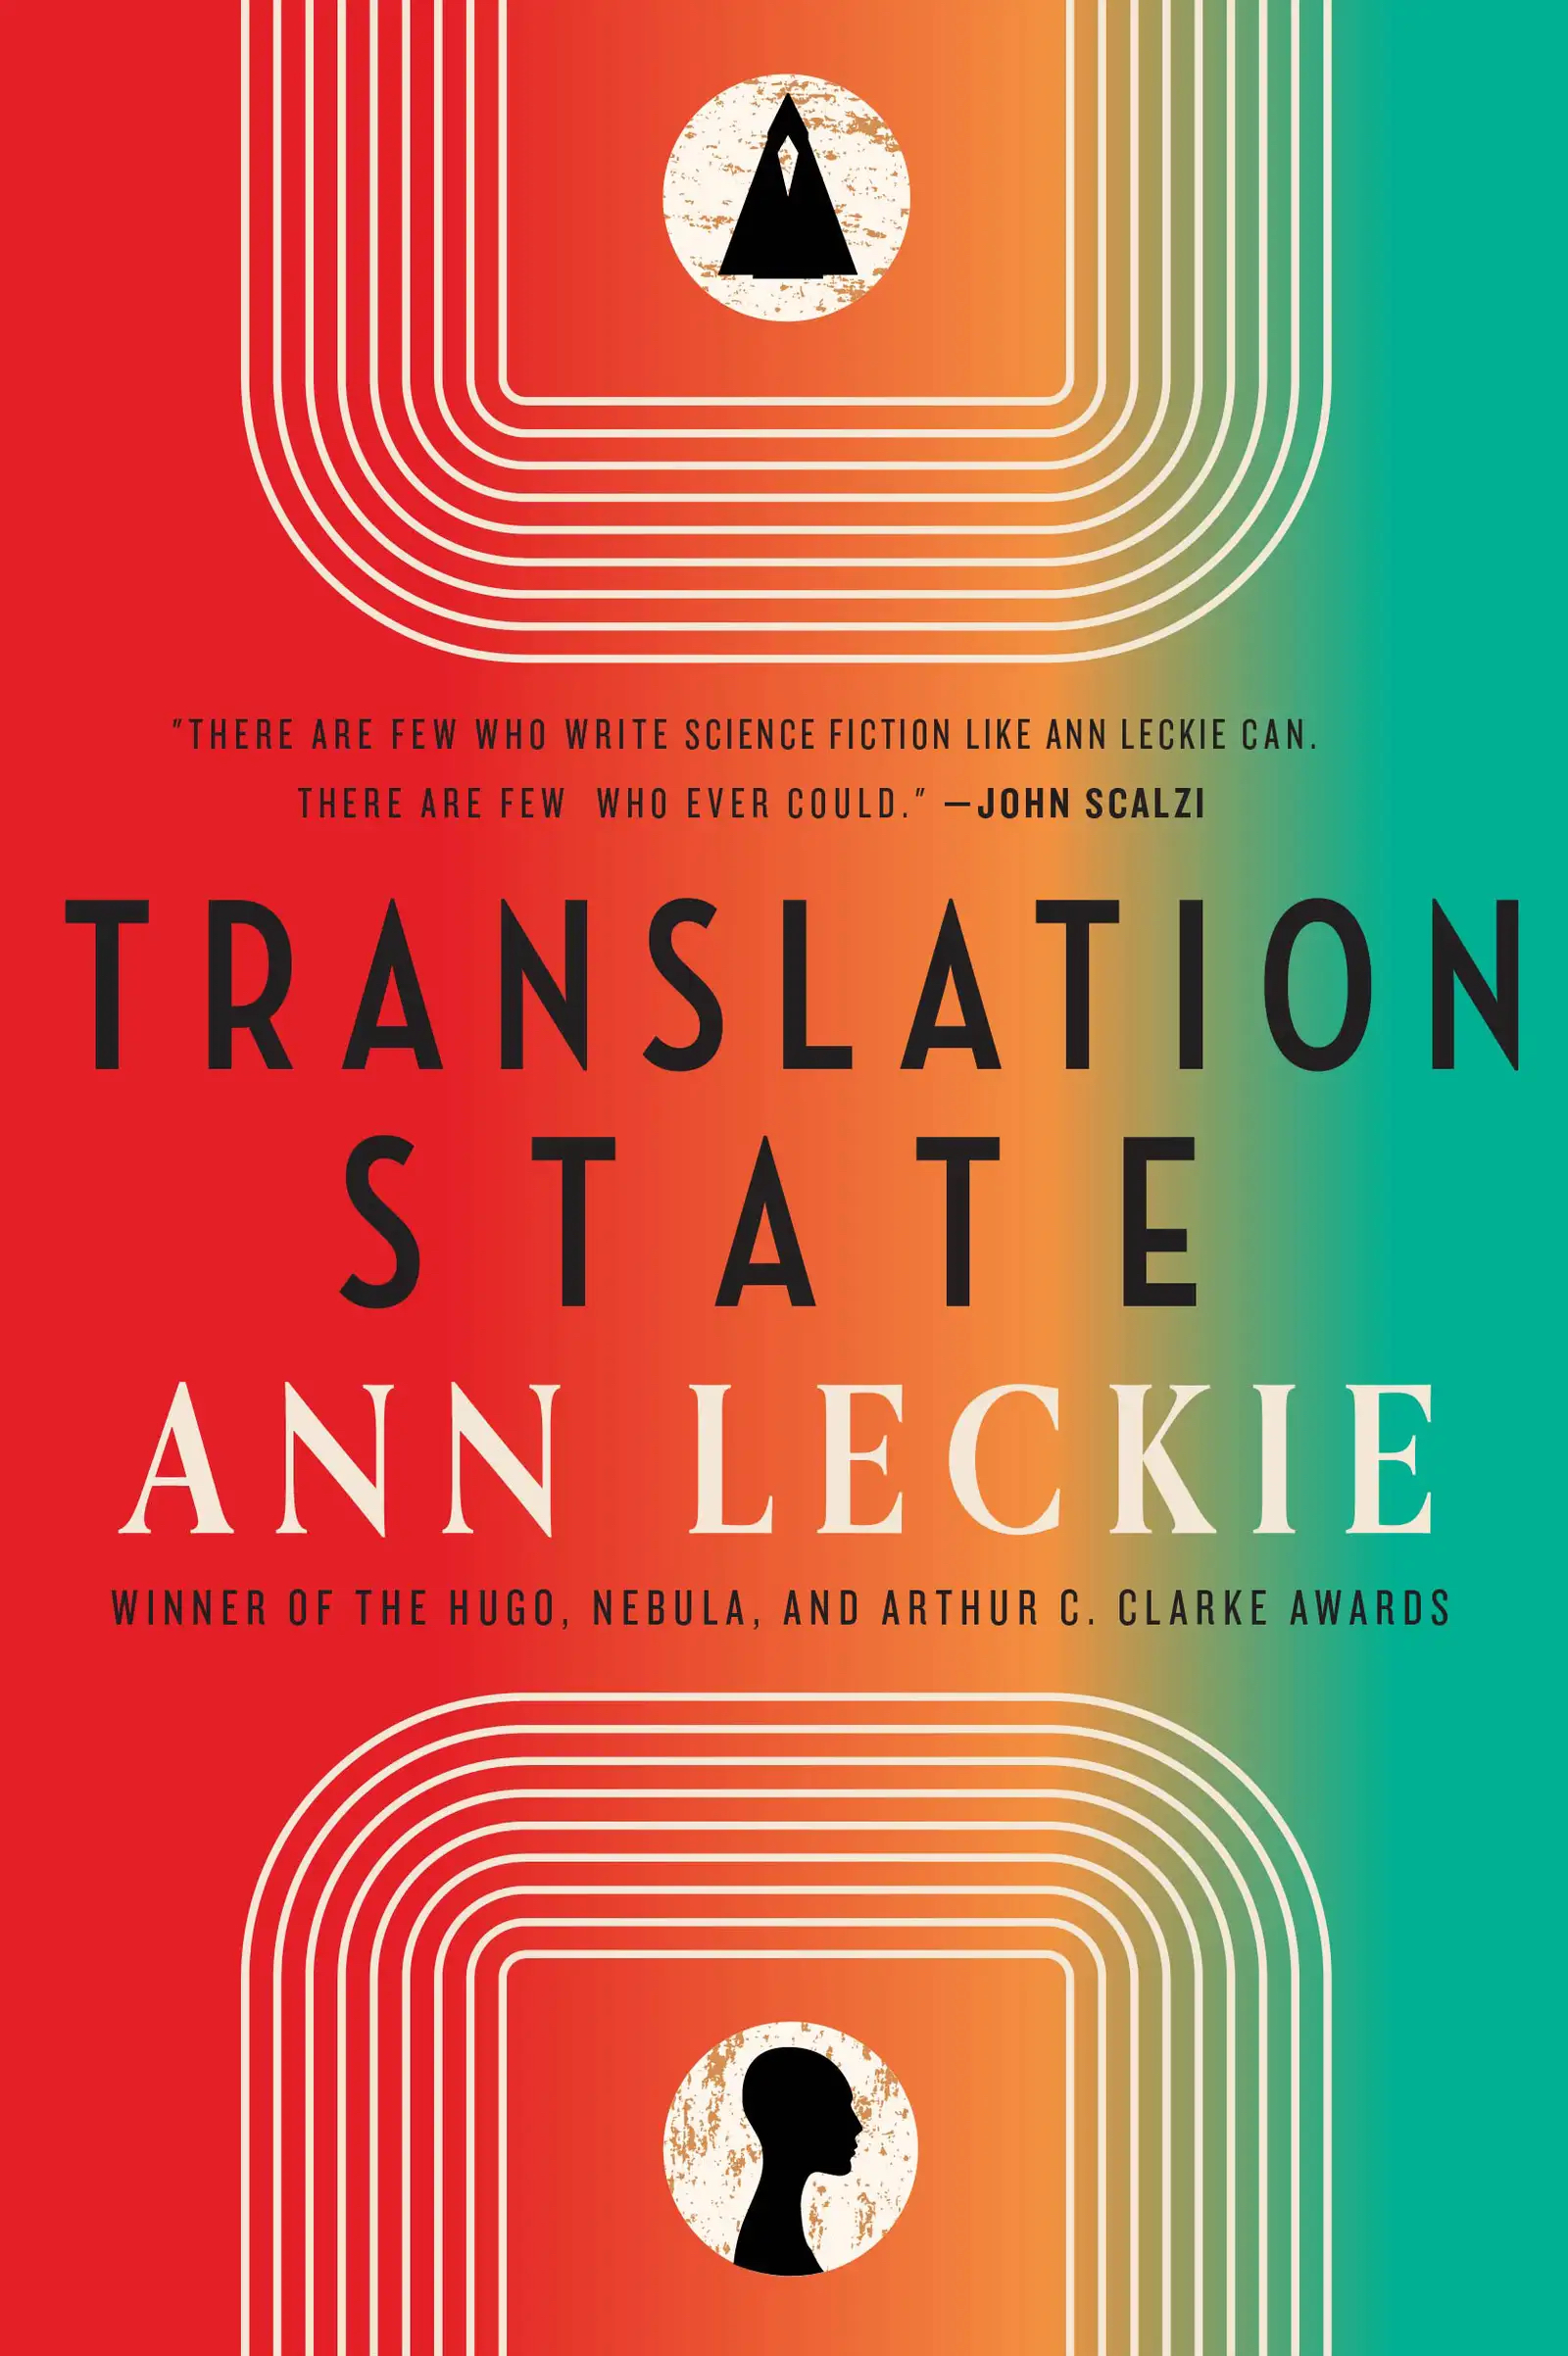 "THERE ARE FEW WHO WRITE SCIENCE FICTION LIKE ANN LECKIE CAN.
THERE ARE FEW WHO EVER COULD." —JOHN SCALZI
TRANSLATION
STATE
ANN LECKIE
WINNER OF THE HUGO, NEBULA, AND ARTHUR C. CLARKE AWARDS